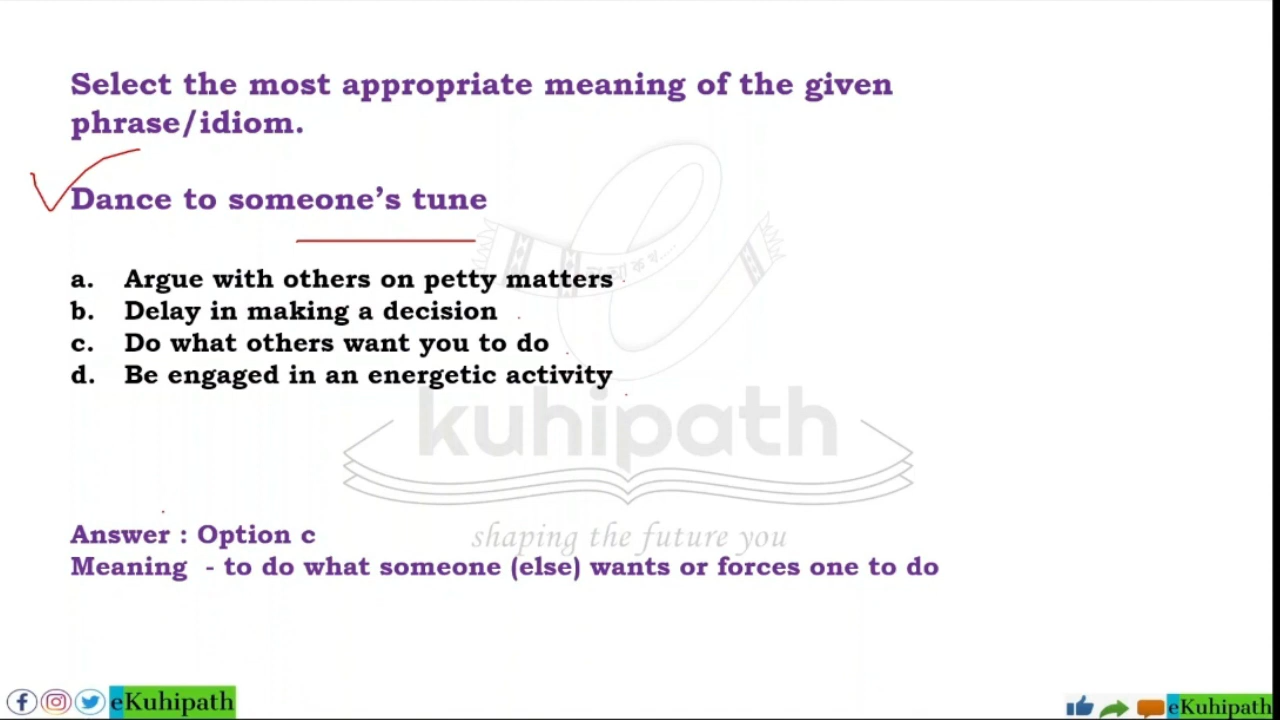 Select the most appropriate meaning of the given
phrase/idiom.
Dance to someone's tune
a. Argue with others on petty matters
b. Delay in making a decision
c. Do what others want you to do
d. Be engaged in an energetic activity
kuhipath
shaping the future you
Answer : Option c
Meaning - to do what someone (else) wants or forces one to do
eKuhipath
eKuhipath